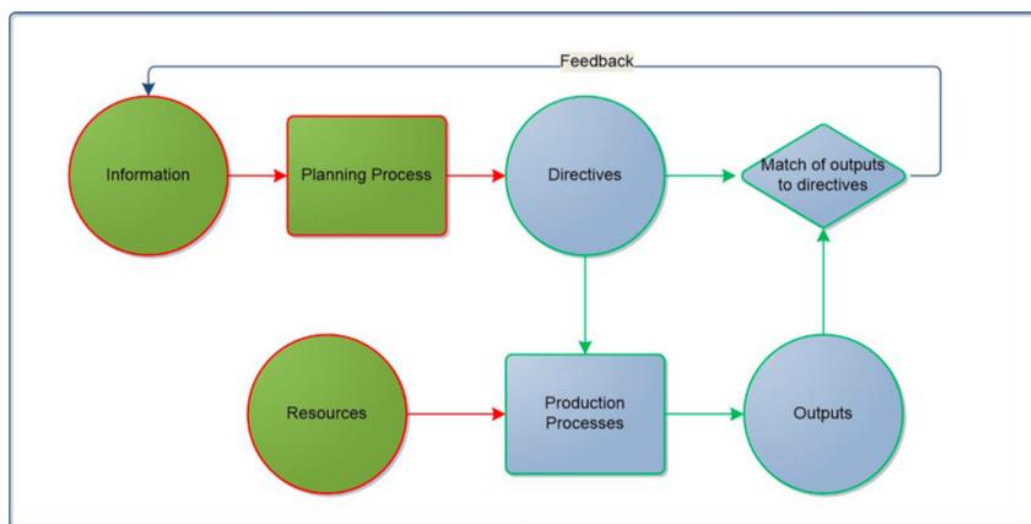 Feedback
Information
Planning Process
Directives
Match of outputs
to directives
Resources
Production
Processes
Outputs